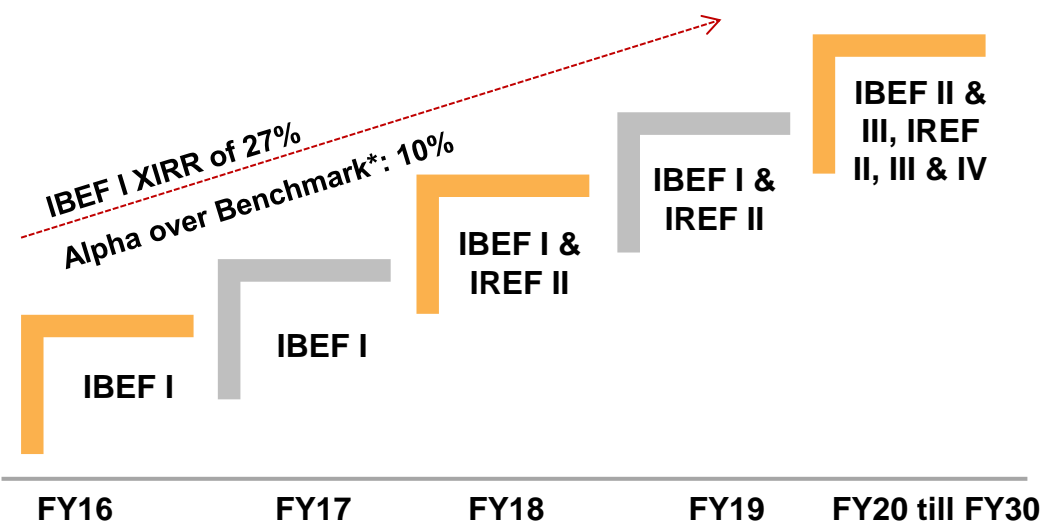 IBEF I XIRR of 27%
Alpha over Benchmark*: 10%
IBEF I
IBEF I
IBEF I &
IREF II
IBEF I &
IREF II
IBEF II &
III, IREF
II, III & IV
FY16
FY17
FY18
FY19
FY20 till FY30